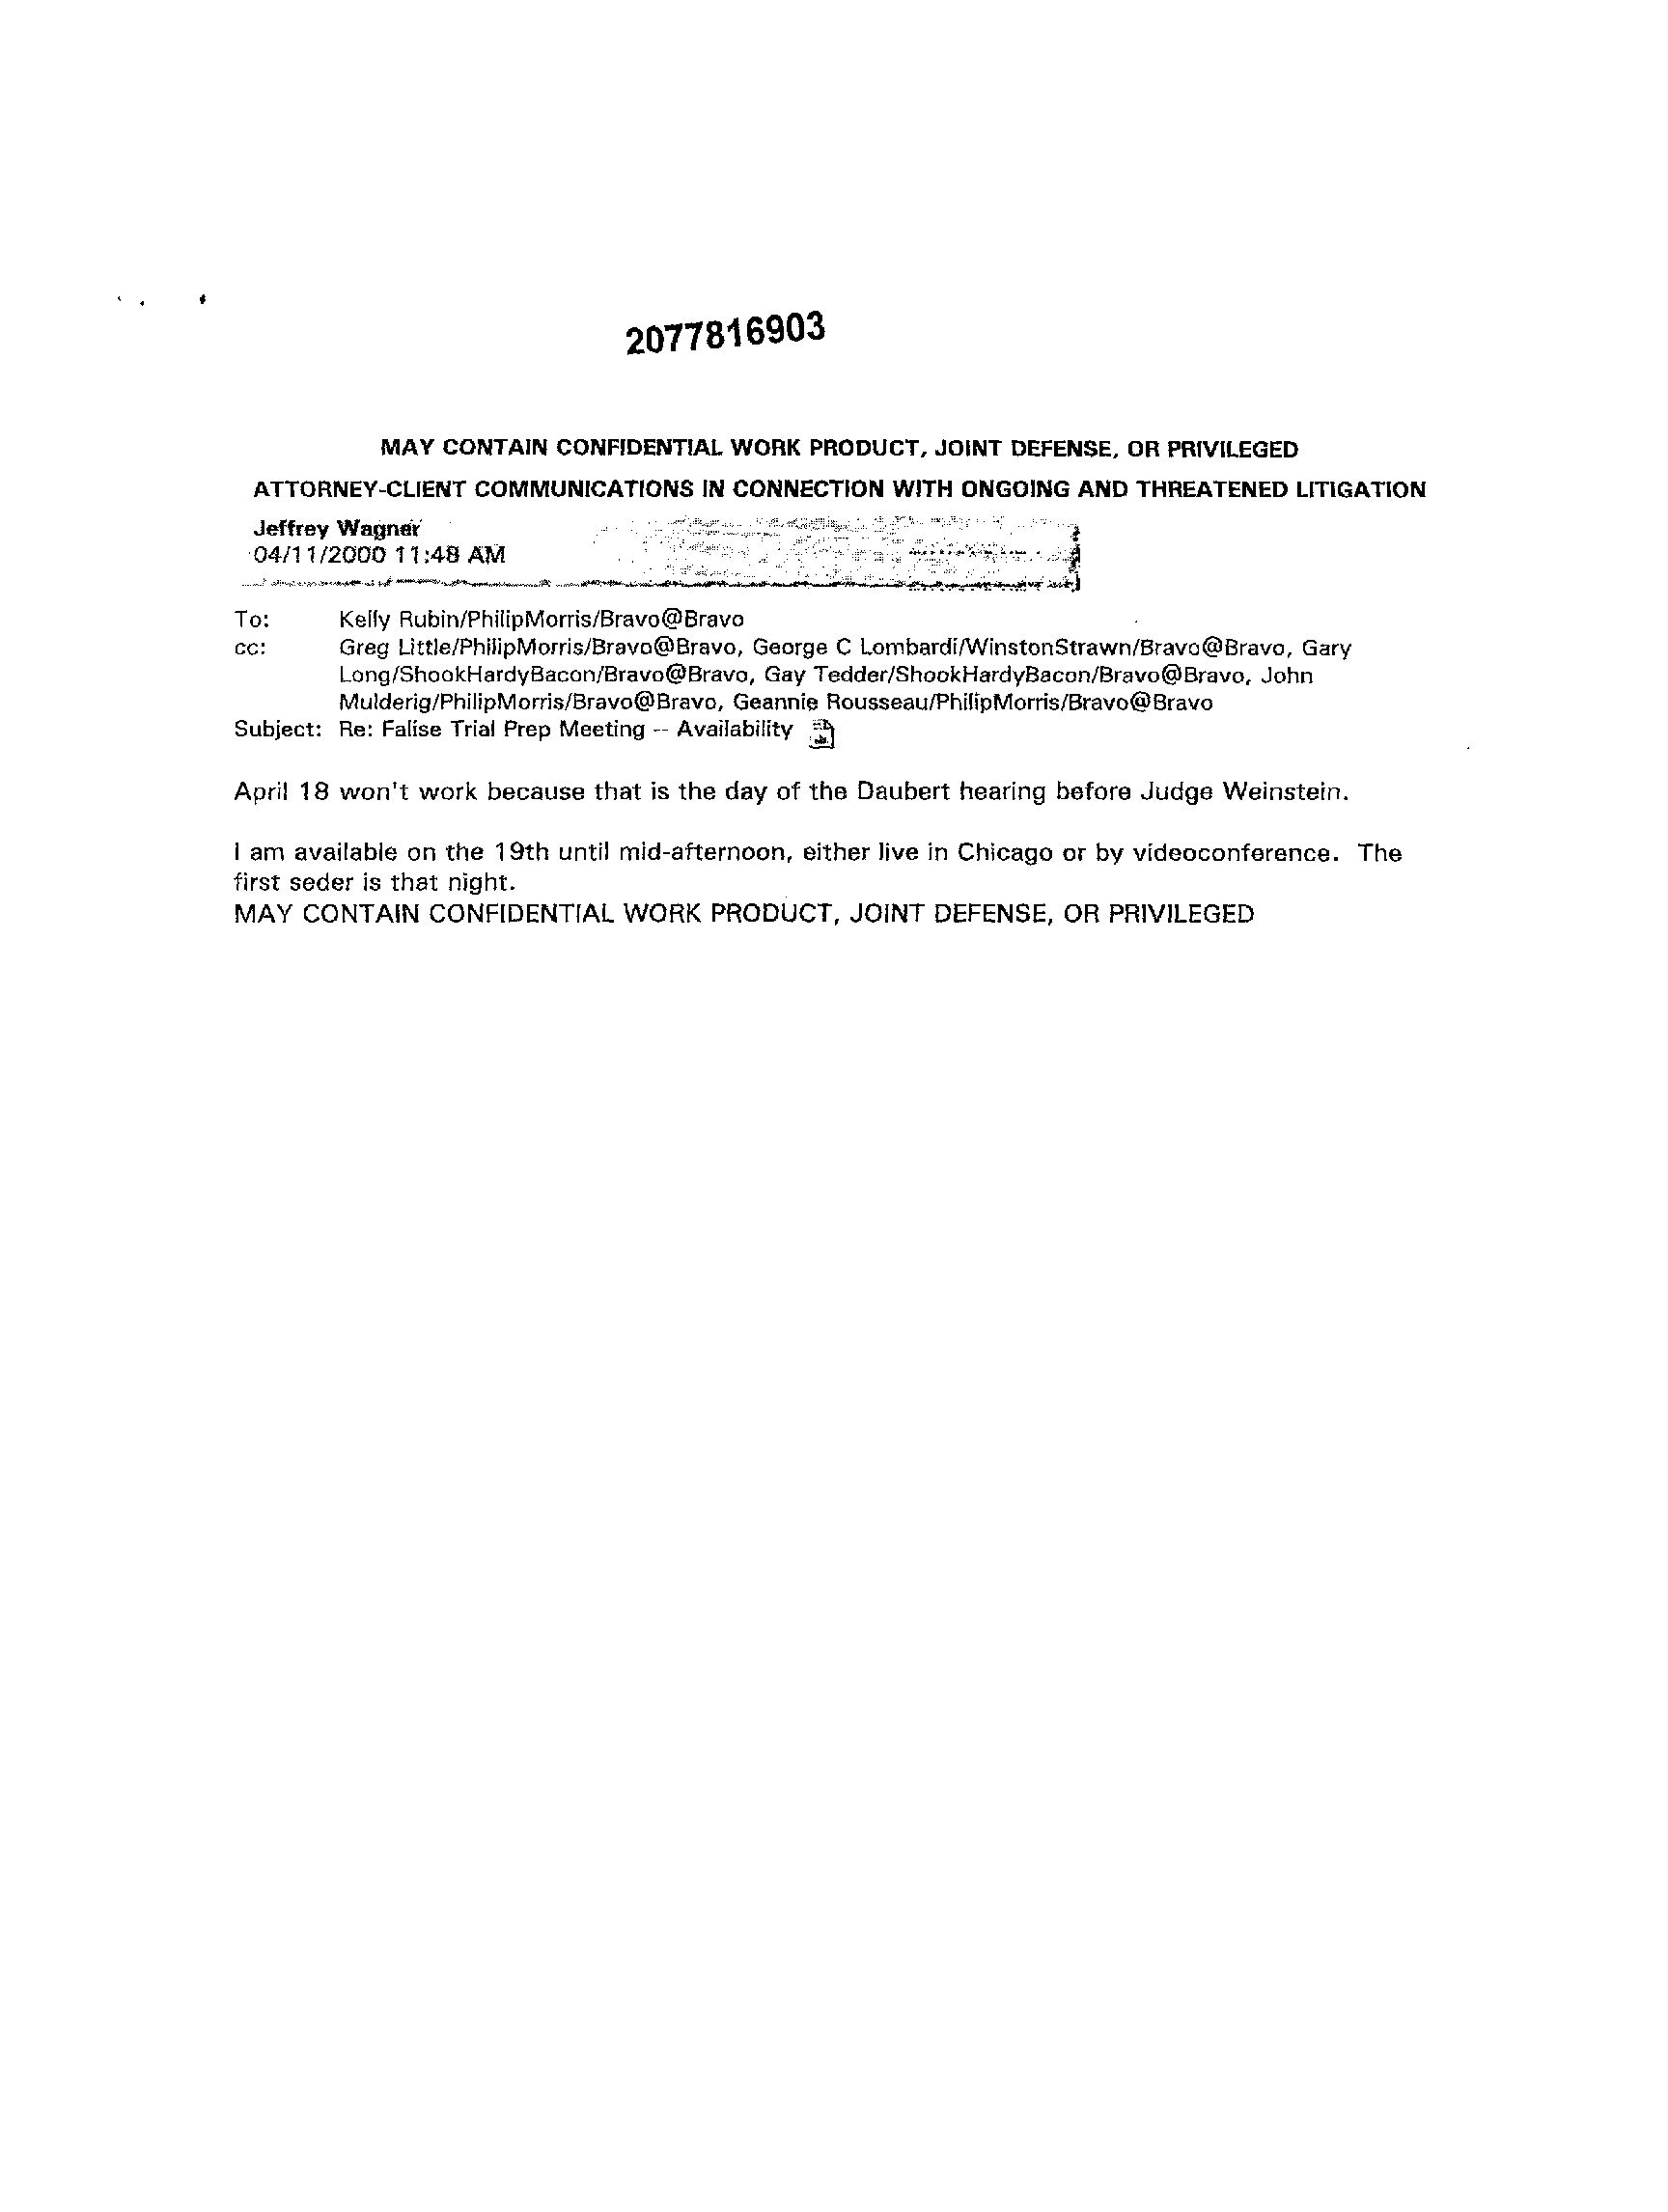 2077816903
MAY CONTAIN CONFIDENTIAL WORK PRODUCT, JOINT DEFENSE, OR PRIVILEGED
ATTORNEY-CLIENT COMMUNICATIONS IN CONNECTION WITH ONGOING AND THREATENED LITIGATION
Jeffrey Wagner
04/11/2000 11:48 AM
To: Kelly Rubin/PhilipMorris/Bravo@Bravo
cc: Greg Little/PhilipMorris/Bravo@Bravo, George C Lombardi/WinstonStrawn/Bravo@Bravo, Gary
Long/ShookHardyBacon/Bravo@Bravo, Gay Tedder/ShookHardyBacon/Bravo@Bravo, John
Mulderig/PhilipMorris/Bravo@Bravo, Geannie Rousseau/PhilipMorris/Bravo@Bravo
Subject: Re: Falise Trial Prep Meeting -- Availability
April 18 won't work because that is the day of the Daubert hearing before Judge Weinstein.
I am available on the 19th until mid-afternoon, either live in Chicago or by videoconference. The
first seder is that night.
MAY CONTAIN CONFIDENTIAL WORK PRODUCT, JOINT DEFENSE, OR PRIVILEGED